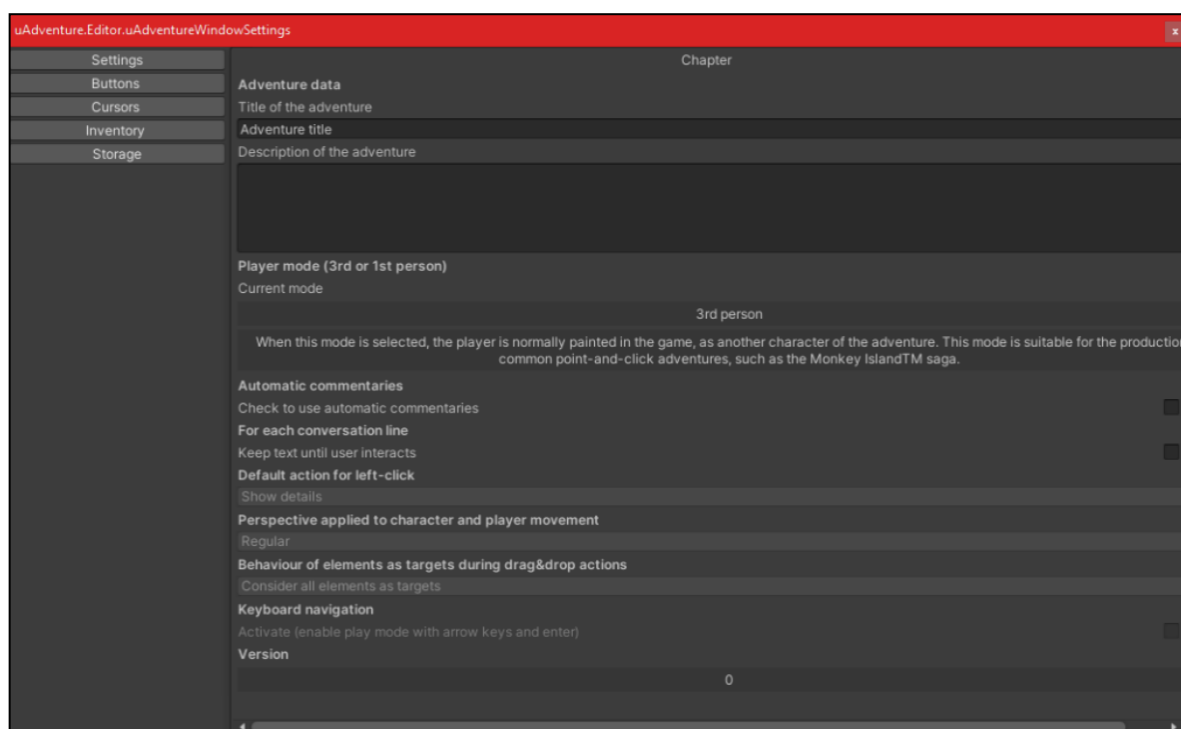 uAdventure.Editor.uAdventureWindowSettings
x
Settings
Buttons
Cursors
Inventory
Storage
Chapter
Adventure data
Title of the adventure
Adventure title
Description of the adventure
Player mode (3rd or 1st person)
Current mode
3rd person
When this mode is selected, the player is normally painted in the game, as another character of the adventure. This mode is suitable for the productio
common point-and-click adventures, such as the Monkey IslandTM saga.
Automatic commentaries
Check to use automatic commentaries
For each conversation line
Keep text until user interacts
Default action for left-click
Show details
Perspective applied to character and player movement
Regular
Behaviour of elements as targets during drag&drop actions
Consider all elements as targets
Keyboard navigation
Activate (enable play mode with arrow keys and enter)
Version
0